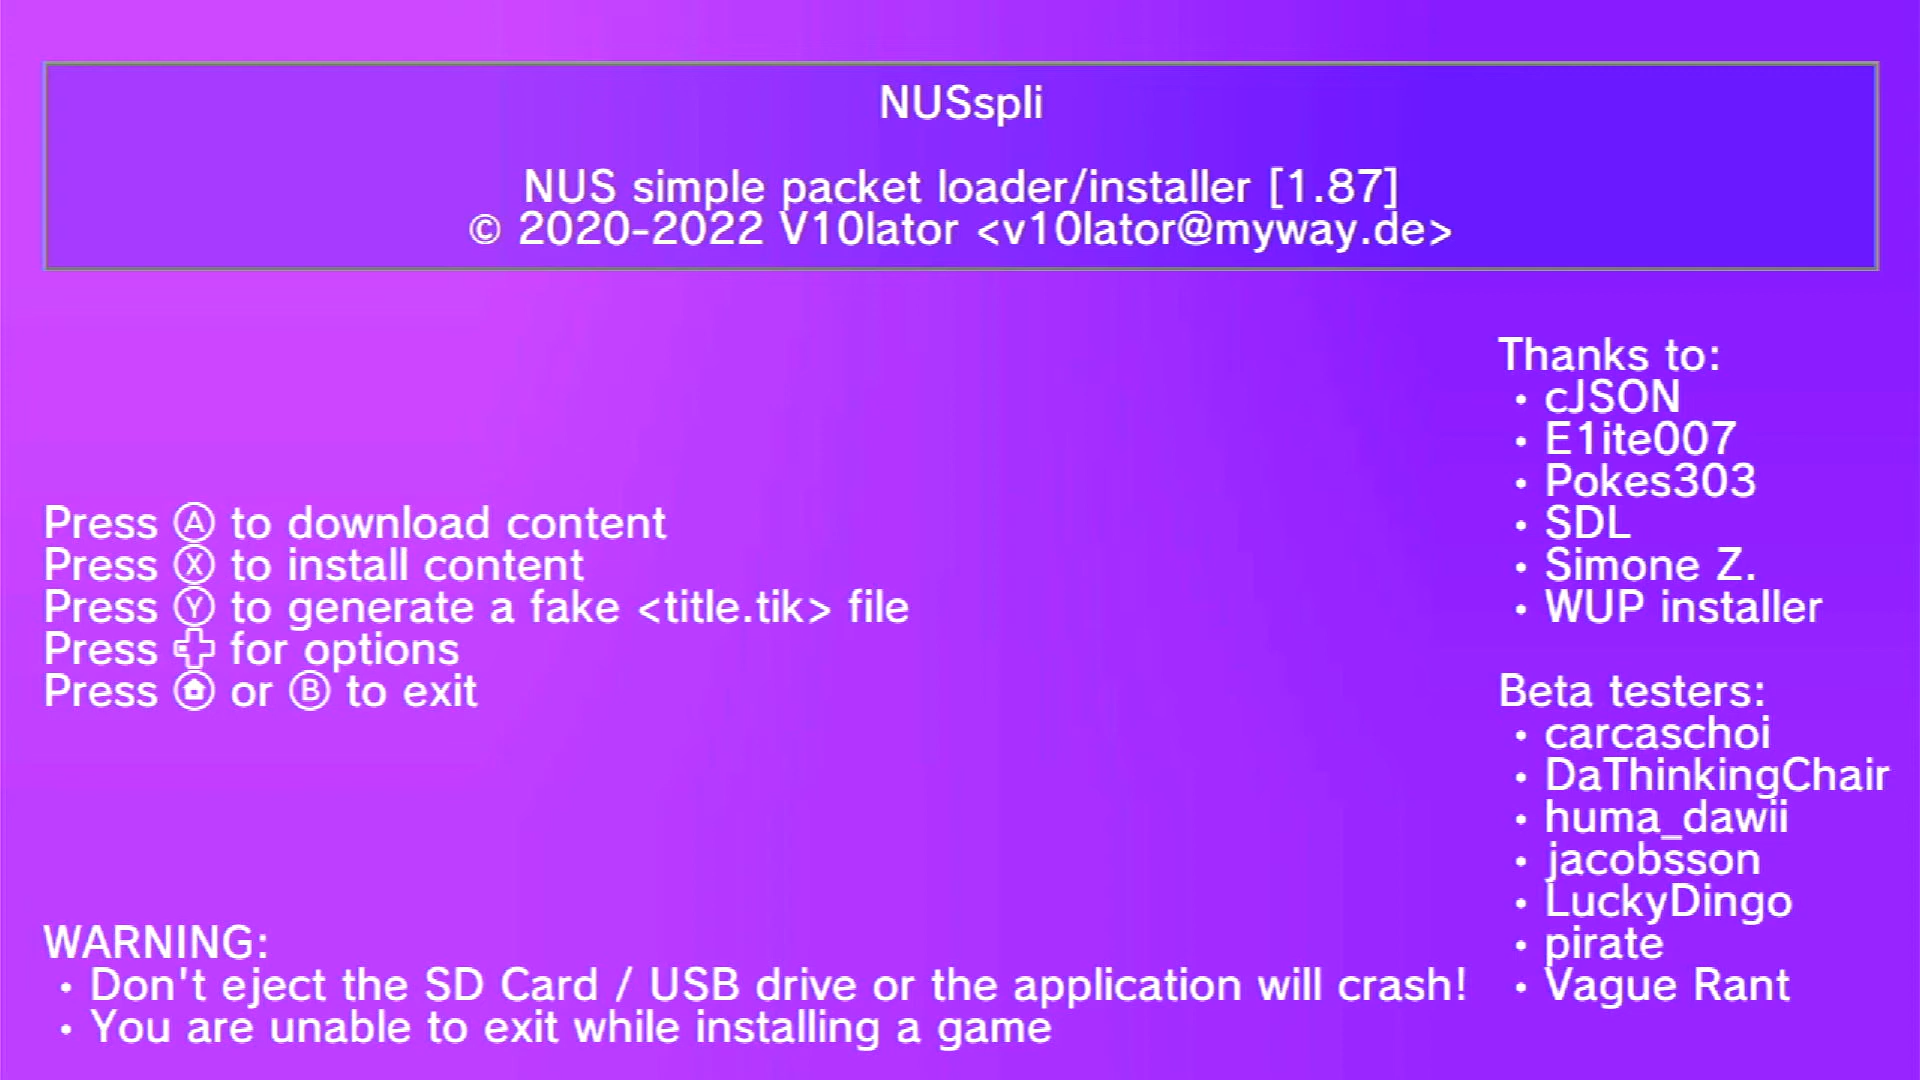 NUSspli
NUS simple packet loader/installer [1.87]
© 2020-2022 V10lator <v10lator@myway.de>
Press Ⓐ to download content
Press Ⓧ to install content
Press Ⓨ to generate a fake <title.tik> file
Press for options
Press or Ⓑ to exit
WARNING:
• Don't eject the SD Card / USB drive or the application will crash!
• You are unable to exit while installing a game
Thanks to:
• cJSON
• E1ite007
• Pokes303
• SDL
• Simone Z.
• WUP installer
Beta testers:
• carcaschoi
• DaThinkingChair
• huma_dawii
• jacobsson
• LuckyDingo
• pirate
• Vague Rant